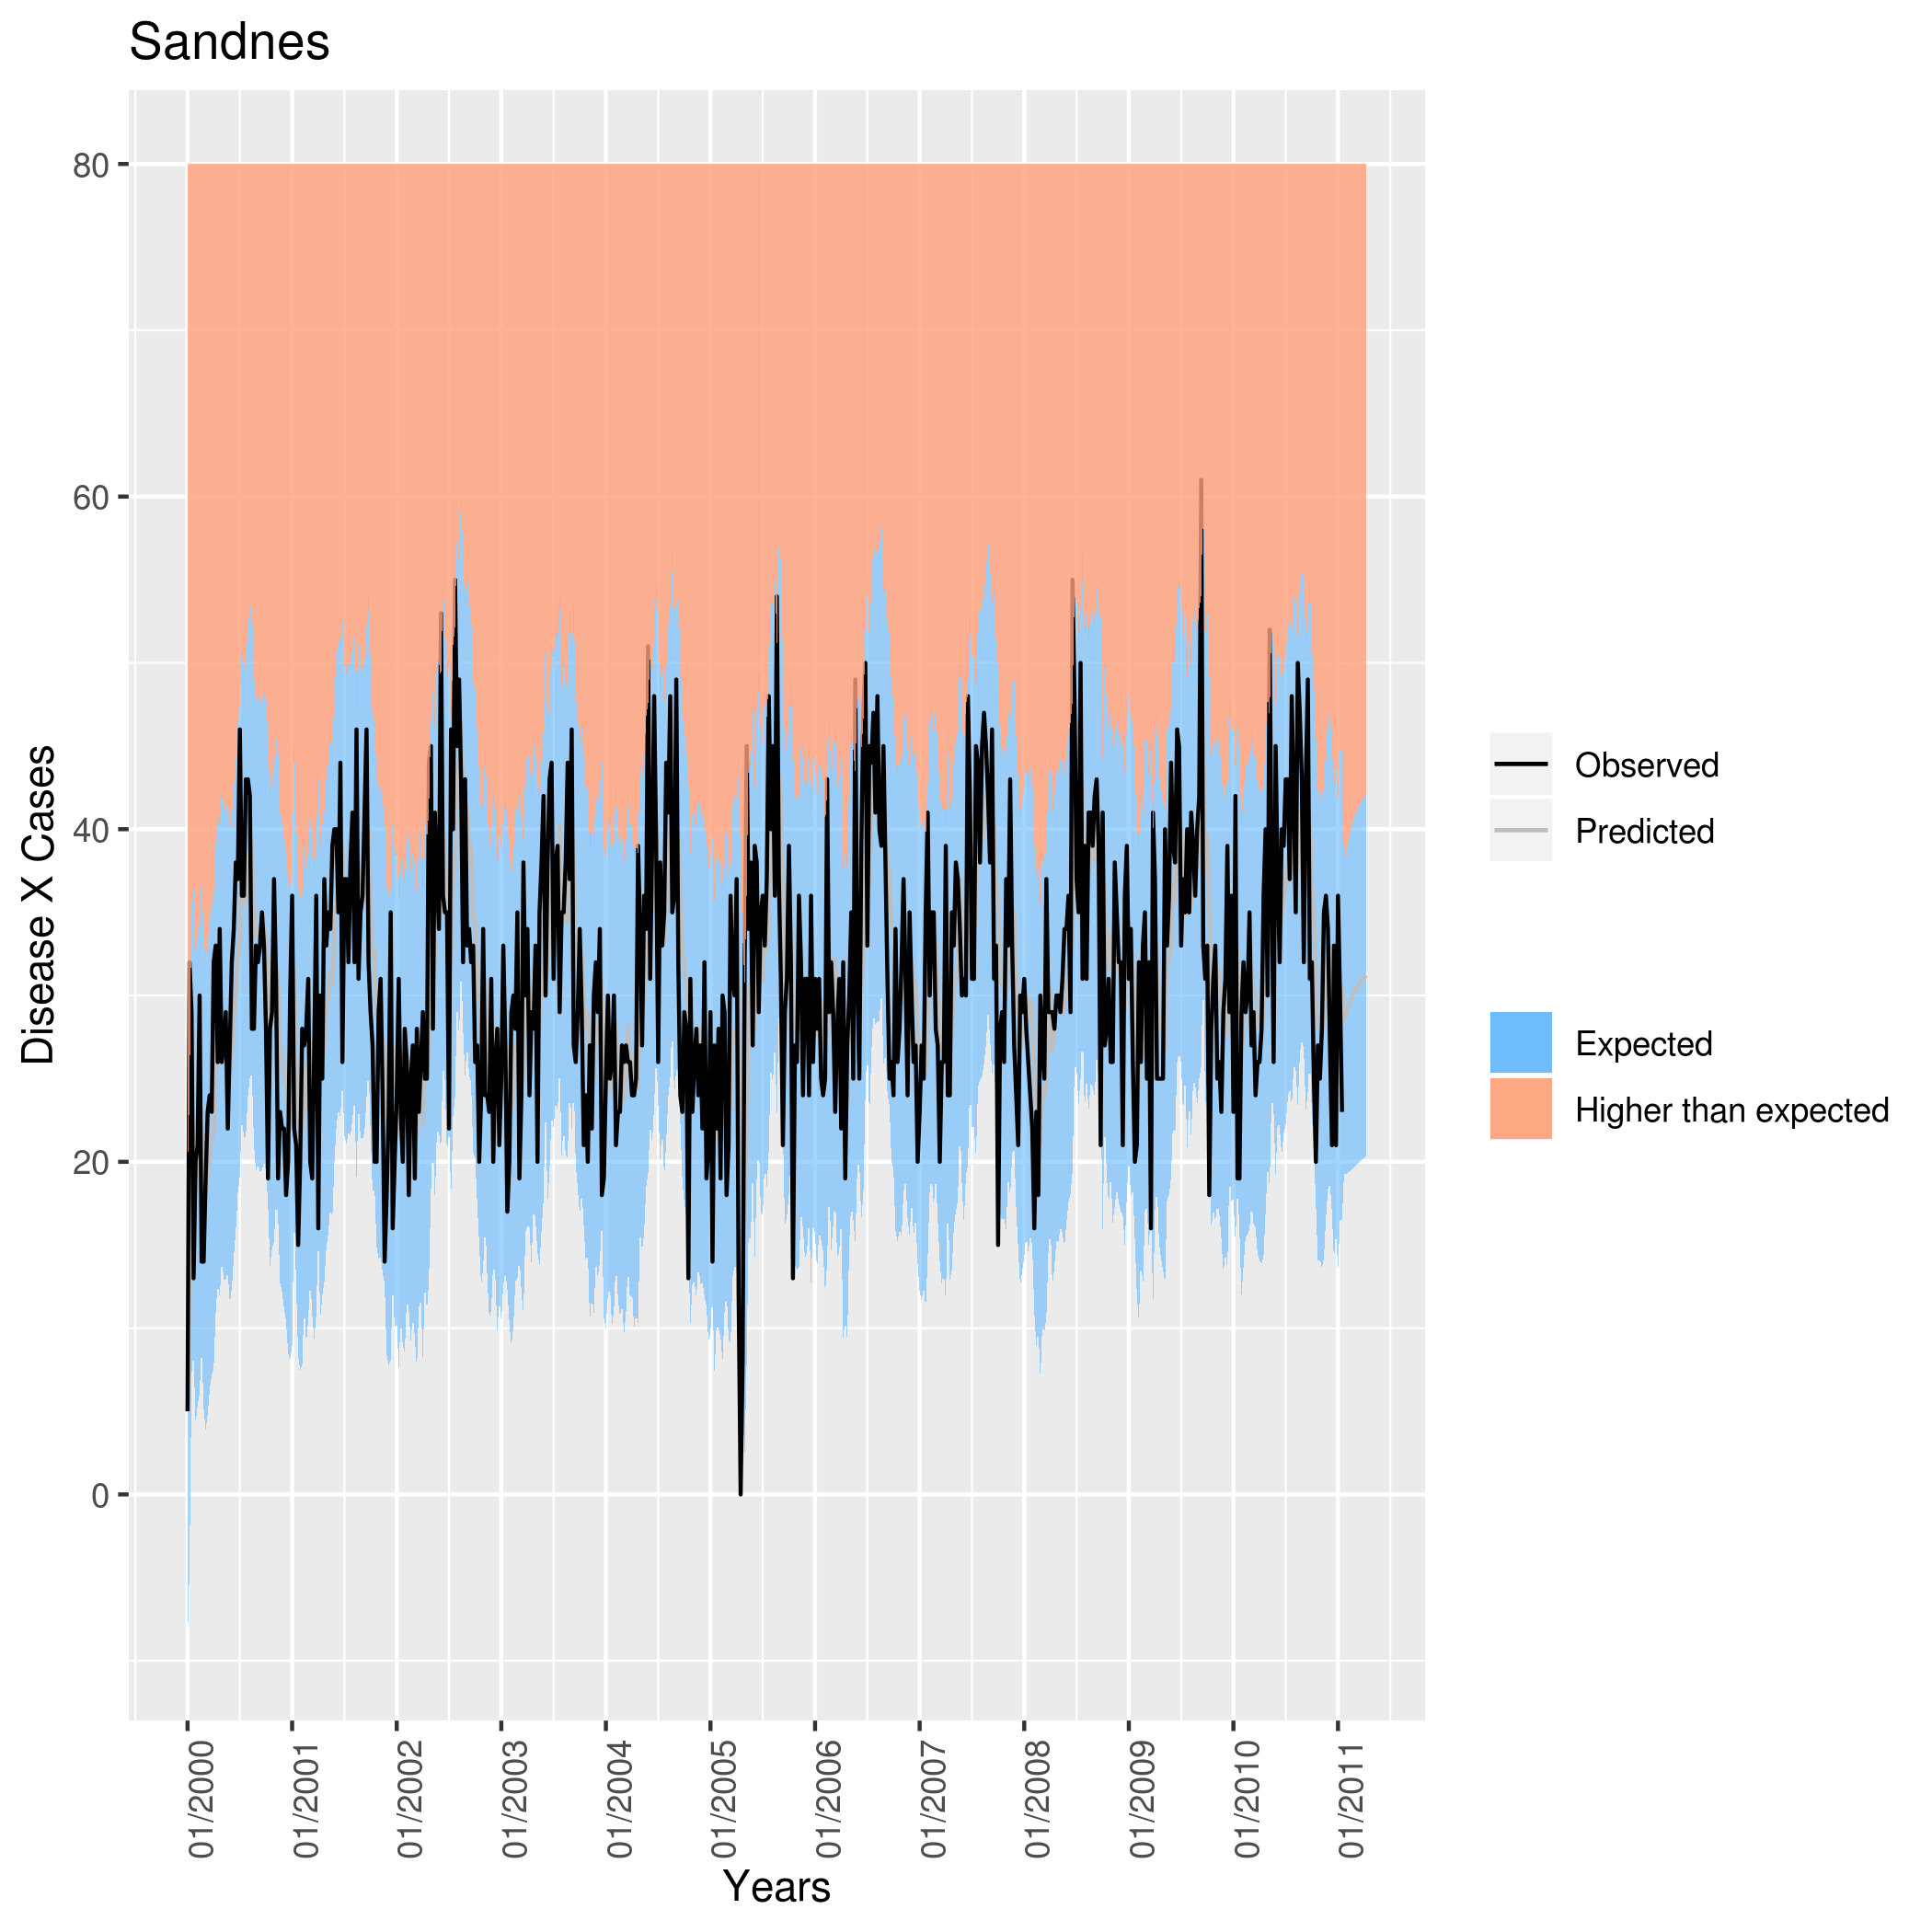 Sandnes
80
60
40
20
0
Disease X Cases
01/2000
01/2001
01/2002
01/2003
01/2004
01/2005
01/2006
01/2007
01/2008
01/2009
01/2010
01/2011
Years
Observed
Predicted
Expected
Higher than expected